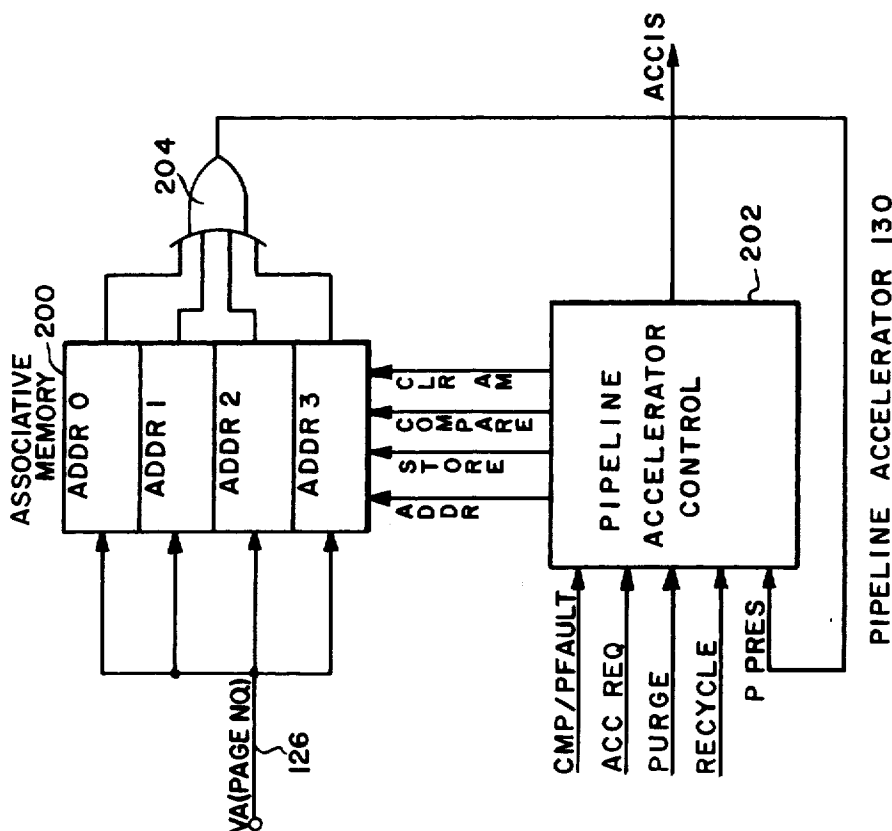 ASSOCIATIVE
MEMORY
200
ADDR 0
ADDR 1
ADDR 2
ADDR 3
204
VA(PAGE NO)
126
ADDR
STORE
COMPARE
CLR AM
PIPELINE
ACCELERATOR
CONTROL
202
CMP/PFAULT
ACC REQ
PURGE
RECYCLE
P PRES
ACCIS
PIPELINE ACCELERATOR 130